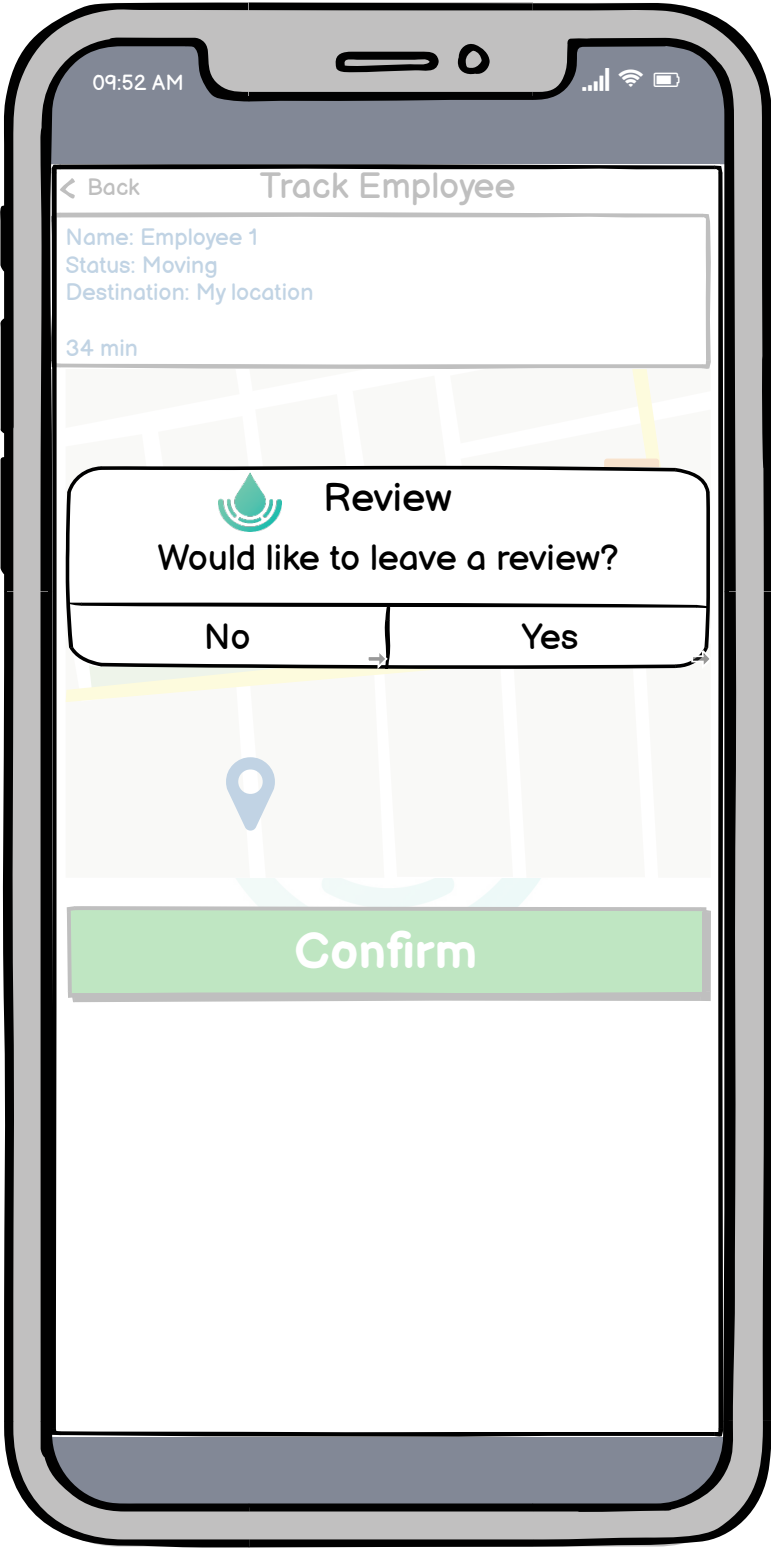 09:52 AM
Back
Track Employee
Name: Employee 1
Status: Moving
Destination: My location
34 min
Review
Would like to leave a review?
No
Yes
Confirm